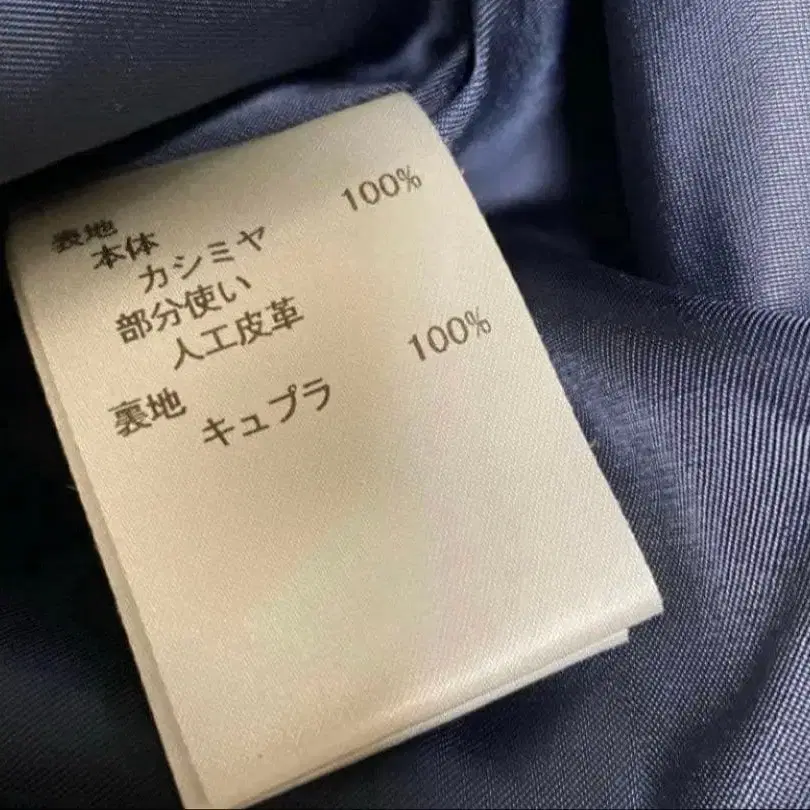 表地
本体
カシミヤ 100%
部分使い
人工皮革
裏地
キュプラ 100%